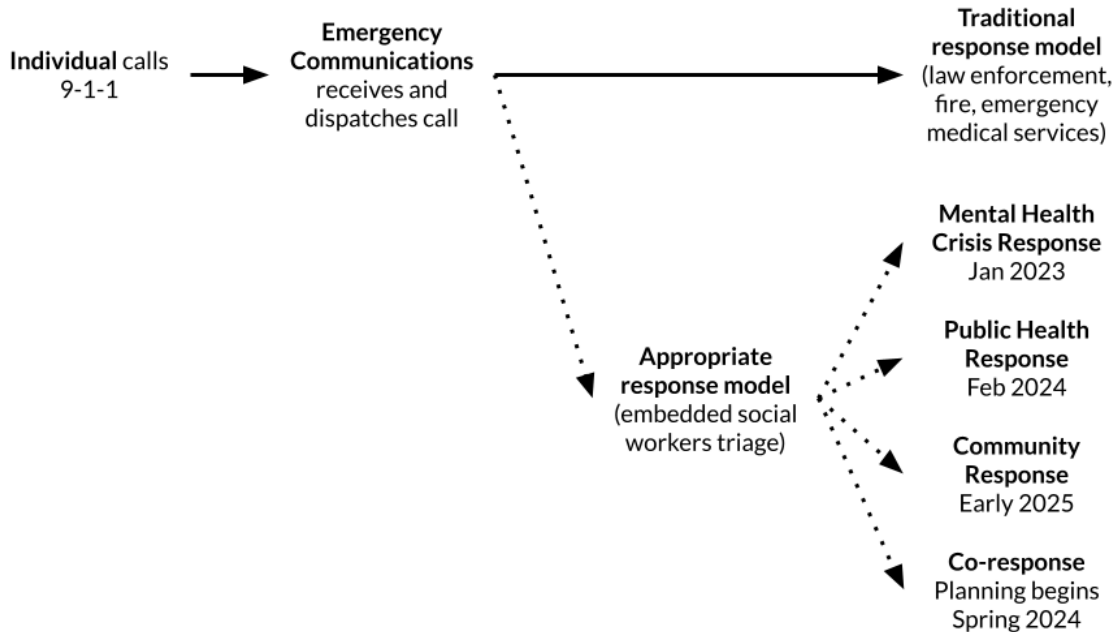 Individual calls
9-1-1
Emergency
Communications
receives and
dispatches call
Traditional
response model
(law enforcement,
fire, emergency
medical services)
Appropriate
response model
(embedded social
workers triage)
Mental Health
Crisis Response
Jan 2023
Public Health
Response
Feb 2024
Community
Response
Early 2025
Co-response
Planning begins
Spring 2024